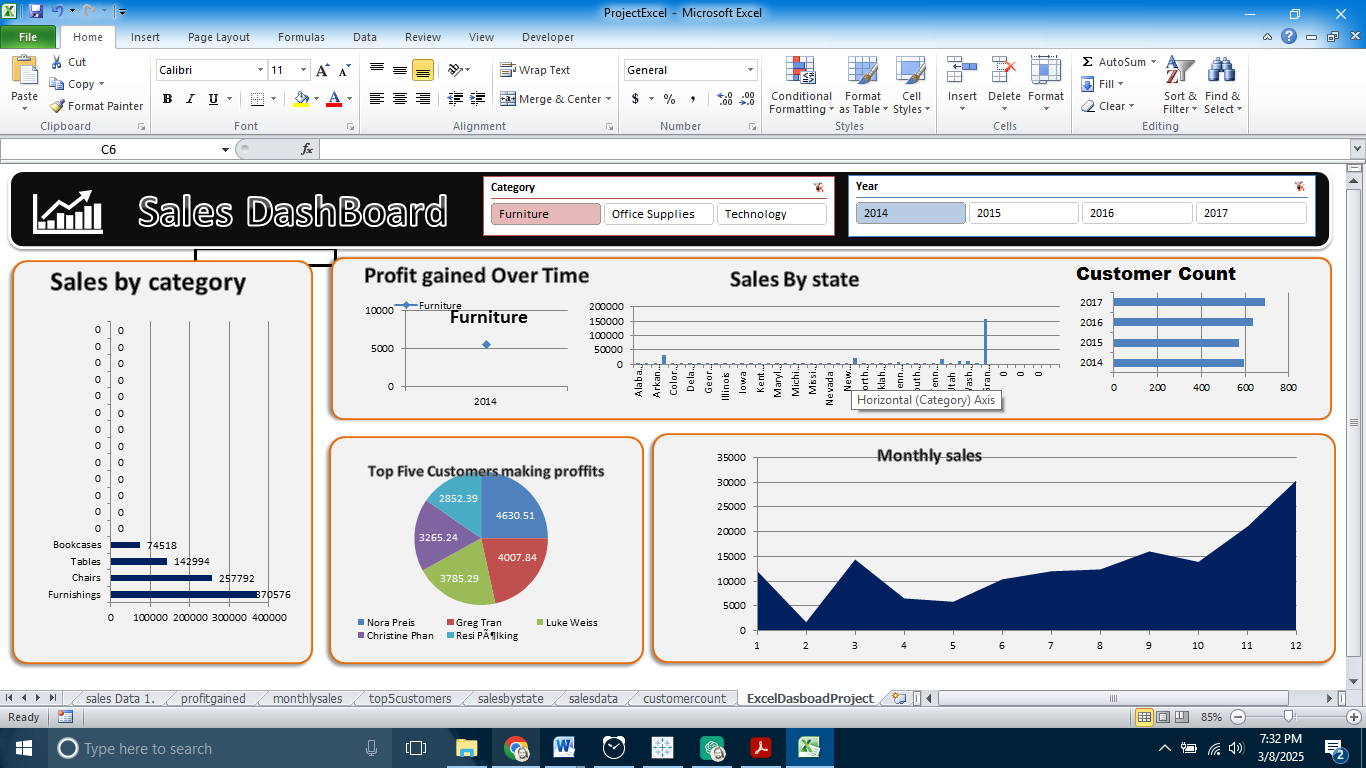 ProjectExcel - Microsoft Excel
File Home Insert Page Layout Formulas Data Review View Developer
Paste
Cut
Copy
Format Painter
Clipboard
Calibri 11
B I U A
Font
Wrap Text
Merge & Center
Alignment
General
$ % ,
Number
Conditional Formatting
Format as Table
Cell Styles
Styles
Insert Delete Format
Cells
Σ AutoSum
Fill
Clear
Sort & Filter
Find & Select
Editing
C6 fx
Sales DashBoard
Category
Furniture Office Supplies Technology
Year
2014 2015 2016 2017
Sales by category
0 0
0 0
0 0
0 0
0 0
0 0
0 0
0 0
0 0
0 0
0 0
0 0
0 0
Bookcases 74518
Tables 142994
Chairs 257792
Furnishings 370576
0 100000 200000 300000 400000
Profit gained Over Time
Furniture
Furniture
10000
5000
0
2014
Sales By state
200000
150000
100000
50000
0
Alaba... Arkan... Color... Dela... Geor... Illinois Iowa Kent... Maryl... Michi... Missi... Nevada New... Utah 0 0 0
Horizontal (Category) Axis
Customer Count
2017
2016
2015
2014
0 200 400 600 800
Top Five Customers making proffits
2852.39
4630.51
3265.24
4007.84
3785.29
Nora Preis Greg Tran Luke Weiss
Christine Phan Resi PÃ¶lking
Monthly sales
35000
30000
25000
20000
15000
10000
5000
0
1 2 3 4 5 6 7 8 9 10 11 12
sales Data 1. profitgained monthlysales top5customers salesbystate salesdata customercount ExcelDasboadProject
Ready 85%
Type here to search
7:32 PM
3/8/2025
2